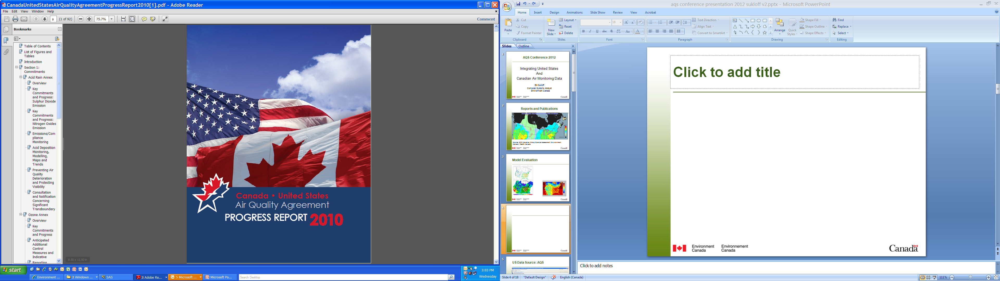 CanadaUnitedStatesAirQualityAgreementProgressReport2010[1].pdf - Adobe Reader
File Edit View Window Help
a (1 of 92) 75.7% Comment
Bookmarks
Table of Contents
List of Figures and
Tables
Introduction
Section 1:
Commitments
Acid Rain Annex
Overview
Key
Commitments
and Progress:
Sulphur Dioxide
Emission
Key
Commitments
and Progress:
Nitrogen Oxides
Emission
Emissions/Com
pliance
Monitoring
Acid Deposition
Monitoring,
Modelling,
Maps and
Trends
Preventing Air
Quality
Deterioration
and Protecting
Visibility
Consultation
and Notification
Concerning
Significant
Transboundary
Ozone Annex
Overview
Key
Commitments
and Progress
Anticipated
Additional
Control
Measures and
Indicative
Reporting
Canada • United States
Air Quality Agreement
PROGRESS REPORT 2010
8.50 x 11.00 in
start
Environment ...
2 Windows ...
SAS
3 Adobe Re...
5 Microsoft ...
Microsoft Po...
Search Desktop
3:03 PM
Wednesday
aqs conference presentation 2012 sukloff v2.pptx - Microsoft PowerPoint
Home Insert Design Animations Slide Show Review View Acrobat
Paste
Cut
Copy
Format Painter
Clipboard
New
Slide
Layout
Reset
Delete
Slides
18
Font
Text Direction
Align Text
Convert to SmartArt
Paragraph
Arrange
Quick
Styles
Shape Fill
Shape Outline
Shape Effects
Drawing
Find
Replace
Select
Editing
Slides Outline
1
AQS Conference 2012
Integrating United States
And
Canadian Air Monitoring Data
Bill Sukloff
Computer Systems Analyst
Environment Canada
Canada
2
Reports and Publications
Source: 2012 Canadian Smog Science Assessment (Environment
Canada / Health Canada
Canada
3
Model Evaluation
Canada
4
Canada
5
US Data Source: AQS
Click to add title
Environment
Canada
Environnement
Canada
Canada
Click to add notes
Slide 4 of 18 "Default Design" English (Canada) 111%